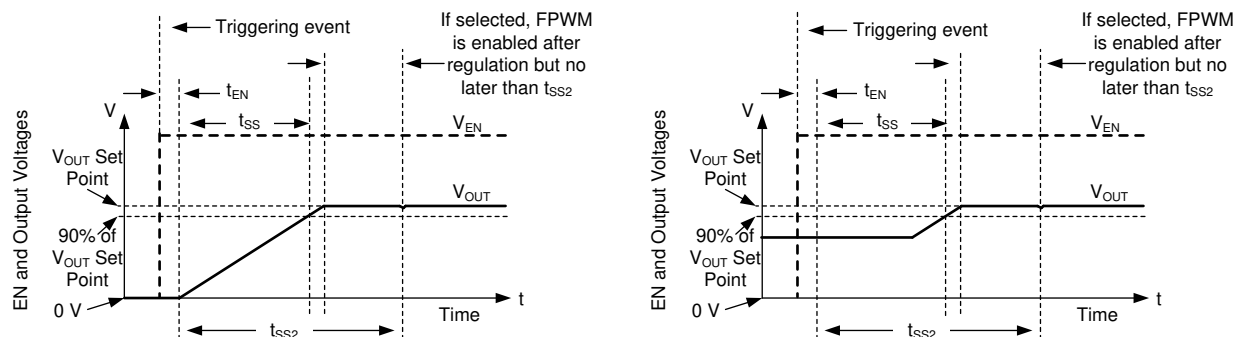 Triggering event
If selected, FPWM
is enabled after
regulation but no
later than tSS2
tEN
V
tSS
VEN
VOUT Set
Point
VOUT
90% of
VOUT Set
Point
0 V
t
Time
tSS2
EN and Output Voltages
Triggering event
If selected, FPWM
is enabled after
regulation but no
later than tSS2
tEN
V
tSS
VEN
VOUT Set
Point
VOUT
90% of
VOUT Set
Point
0 V
t
Time
tSS2
EN and Output Voltages